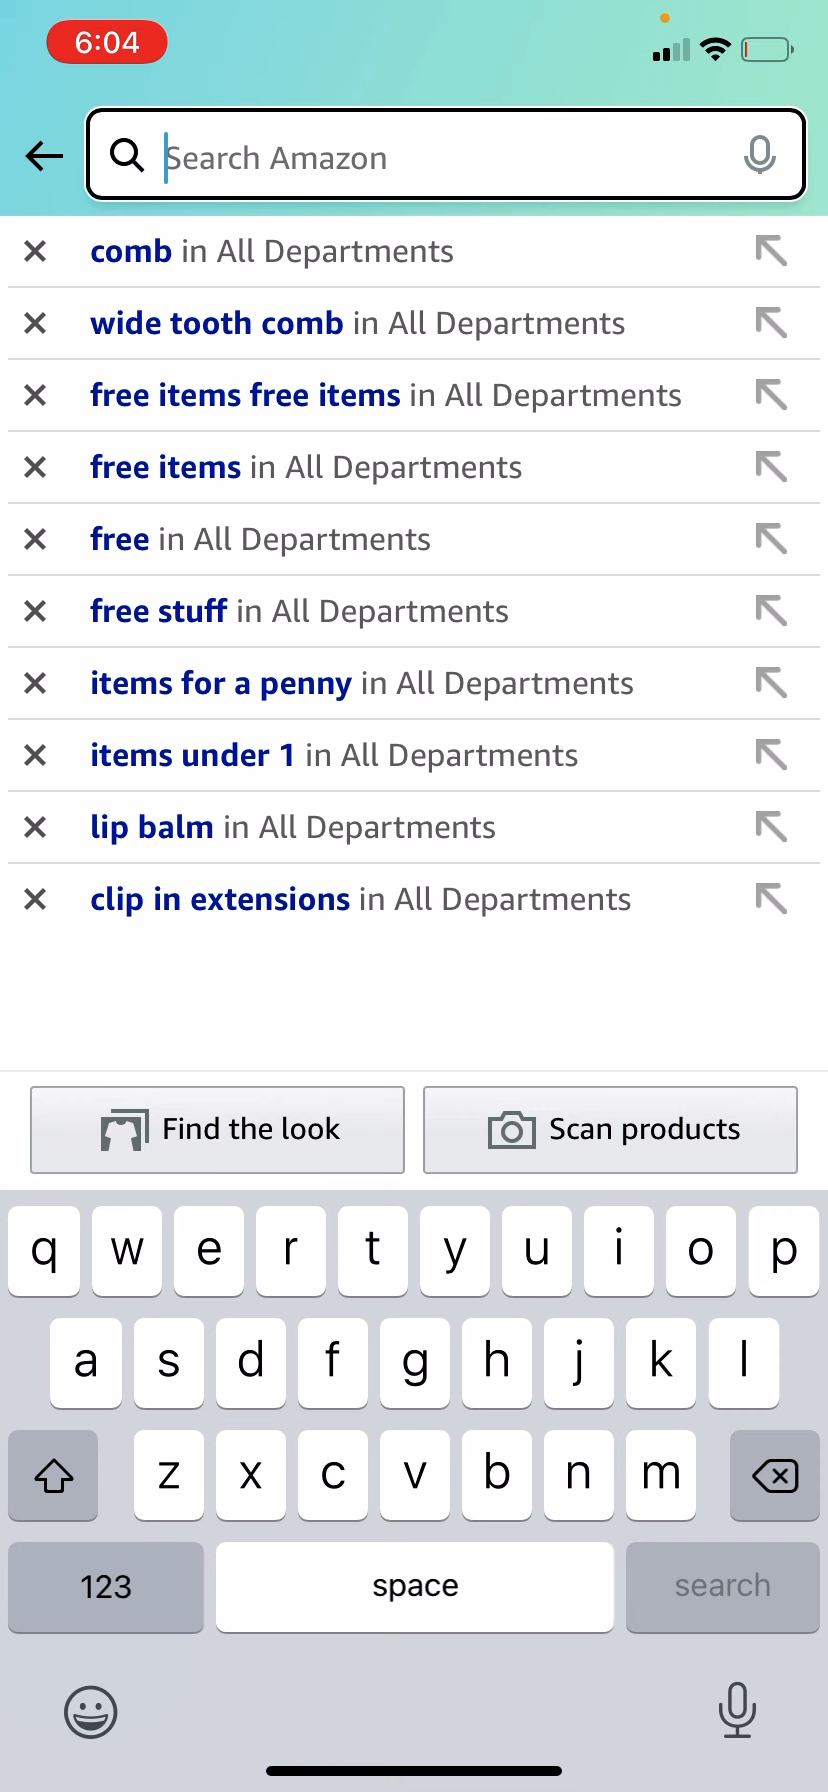 6:04
Search Amazon
comb in All Departments
wide tooth comb in All Departments
free items free items in All Departments
free items in All Departments
free in All Departments
free stuff in All Departments
items for a penny in All Departments
items under 1 in All Departments
lip balm in All Departments
clip in extensions in All Departments
Find the look Scan products
q w e r t y u i o p
a s d f g h j k l
z x c v b n m
123 space search